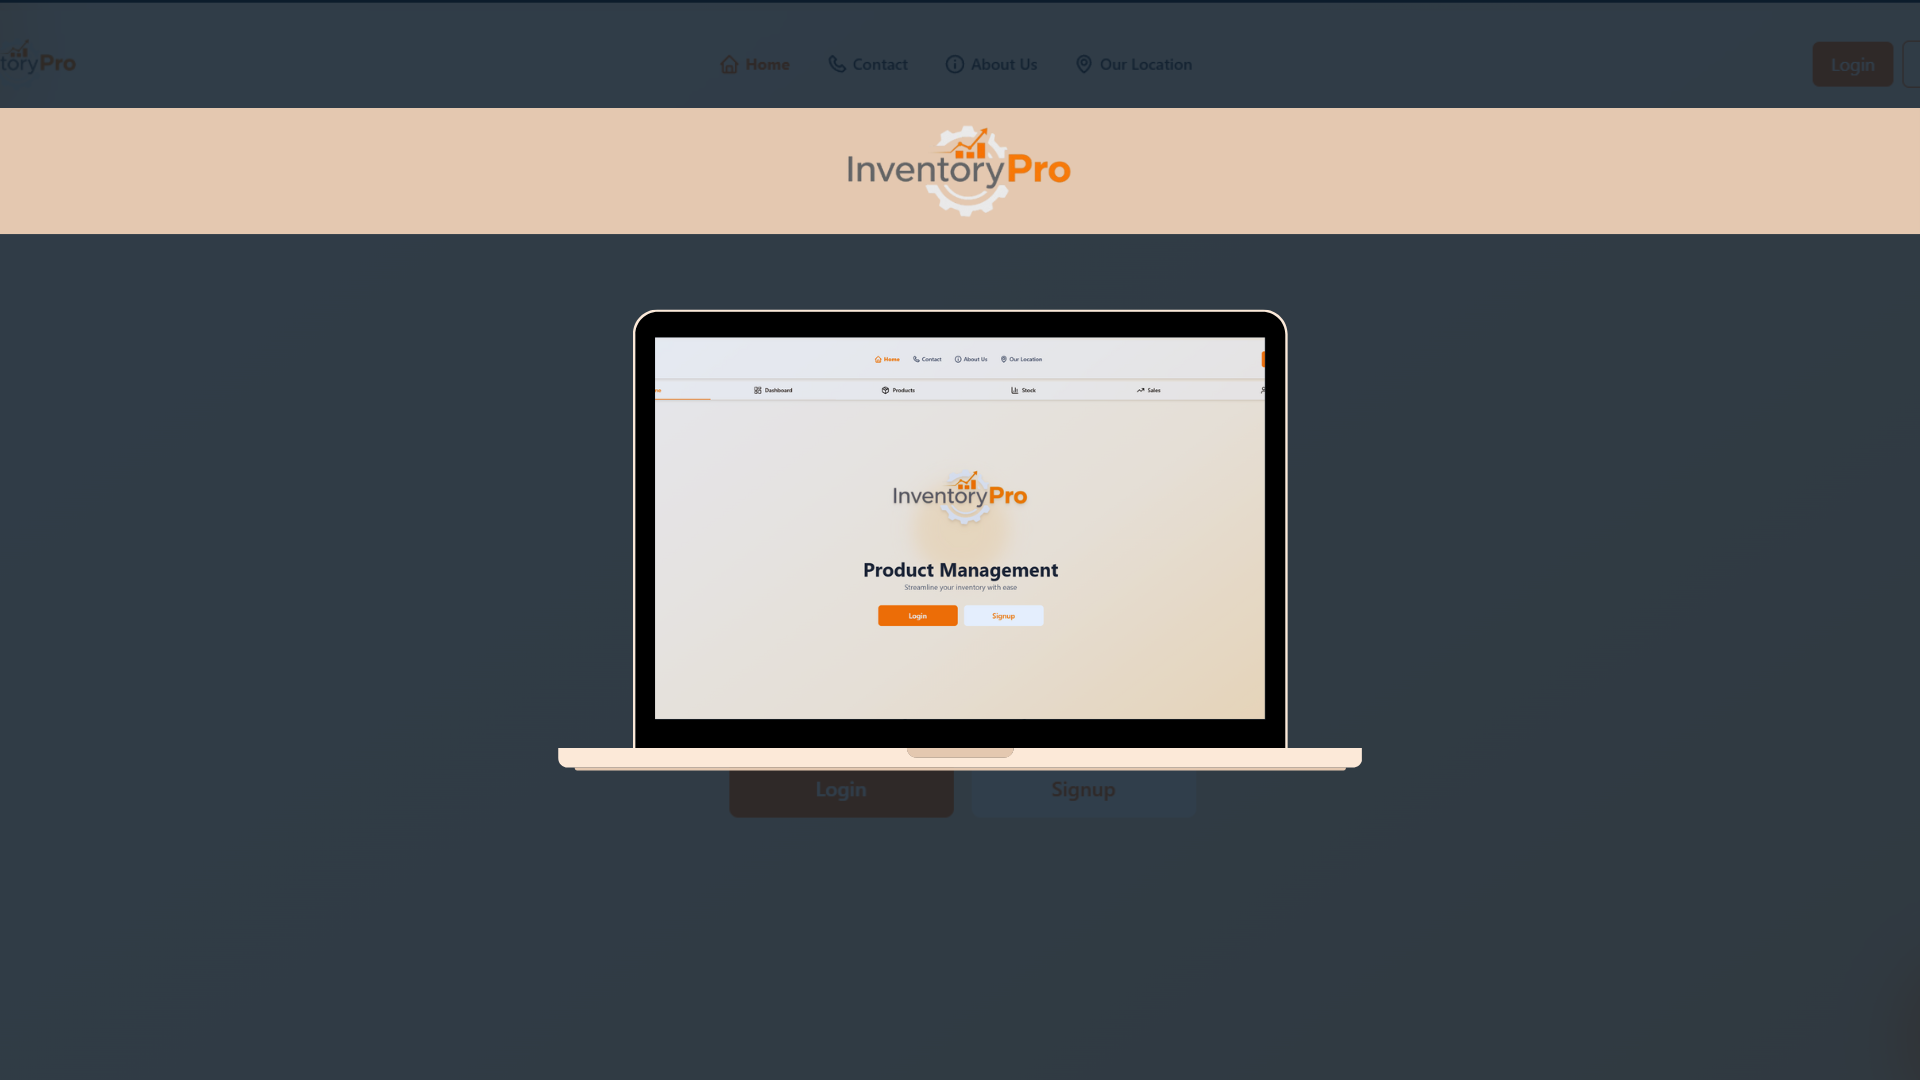 toryPro
Home Contact About Us Our Location
Login
InventoryPro
Home Contact About Us Our Location
Dashboard Products Stock Sales
InventoryPro
Product Management
Streamline your inventory with ease
Login Signup
Login Signup